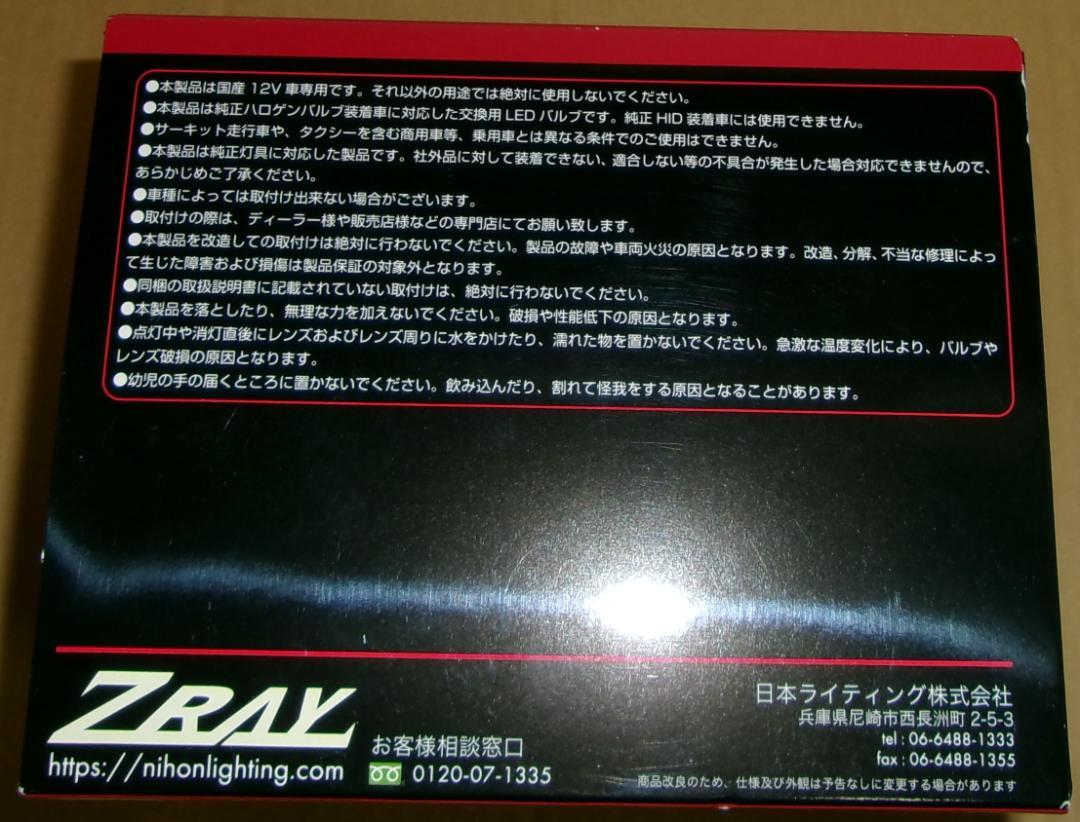 ●本製品は国産12V車専用です。それ以外の用途では絶対に使用しないでください。
●本製品は純正ハロゲンバルブ装着車に対応した交換用LEDバルブです。純正HID装着車には使用できません。
●サーキット走行車や、タクシーを含む商用車等、乗用車とは異なる条件でのご使用はできません。
●本製品は純正灯具に対応した製品です。社外品に対して装着できない、適合しない等の不具合が発生した場合対応できませんので、
あらかじめご了承ください。
●車種によっては取付け出来ない場合がございます。
●取付けの際は、ディーラー様や販売店様などの専門店にてお願い致します。
●本製品を改造しての取付けは絶対に行わないでください。製品の故障や車両火災の原因となります。改造、分解、不当な修理によっ
て生じた障害および損傷は製品保証の対象外となります。
●同梱の取扱説明書に記載されていない取付けは、絶対に行わないでください。
●本製品を落としたり、無理な力を加えないでください。破損や性能低下の原因となります。
●点灯中や消灯直後にレンズおよびレンズ周りに水をかけたり、濡れた物を置かないでください。急激な温度変化により、バルブや
レンズ破損の原因となります。
●幼児の手の届くところに置かないでください。飲み込んだり、割れて怪我をする原因となることがあります。
ZRAY
https://nihonlighting.com
お客様相談窓口
0120-07-1335
日本ライティング株式会社
兵庫県尼崎市西長洲町2-5-3
tel : 06-6488-1333
fax : 06-6488-1355
商品改良のため、仕様及び外観は予告なしに変更する場合があります